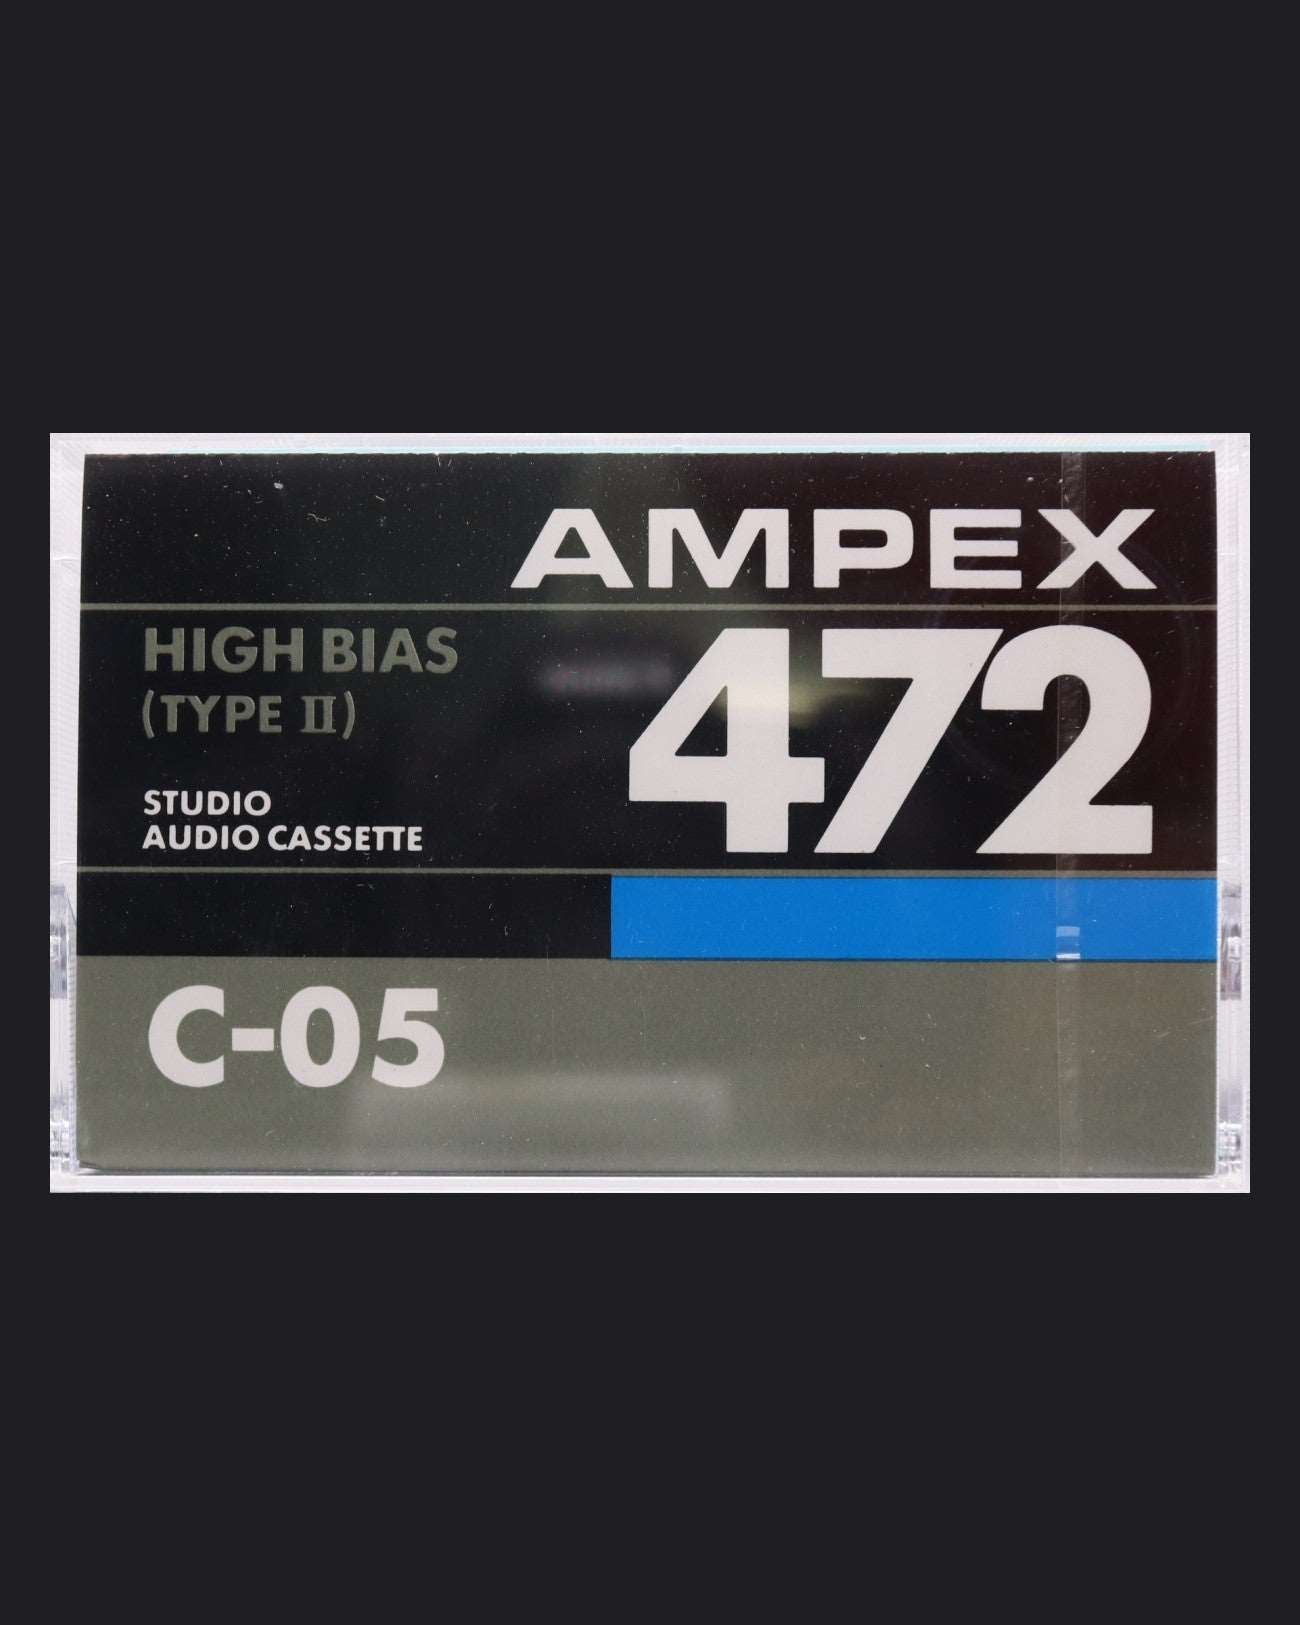 AMPEX
HIGH BIAS
(TYPE II)
472
STUDIO
AUDIO CASSETTE
C-05